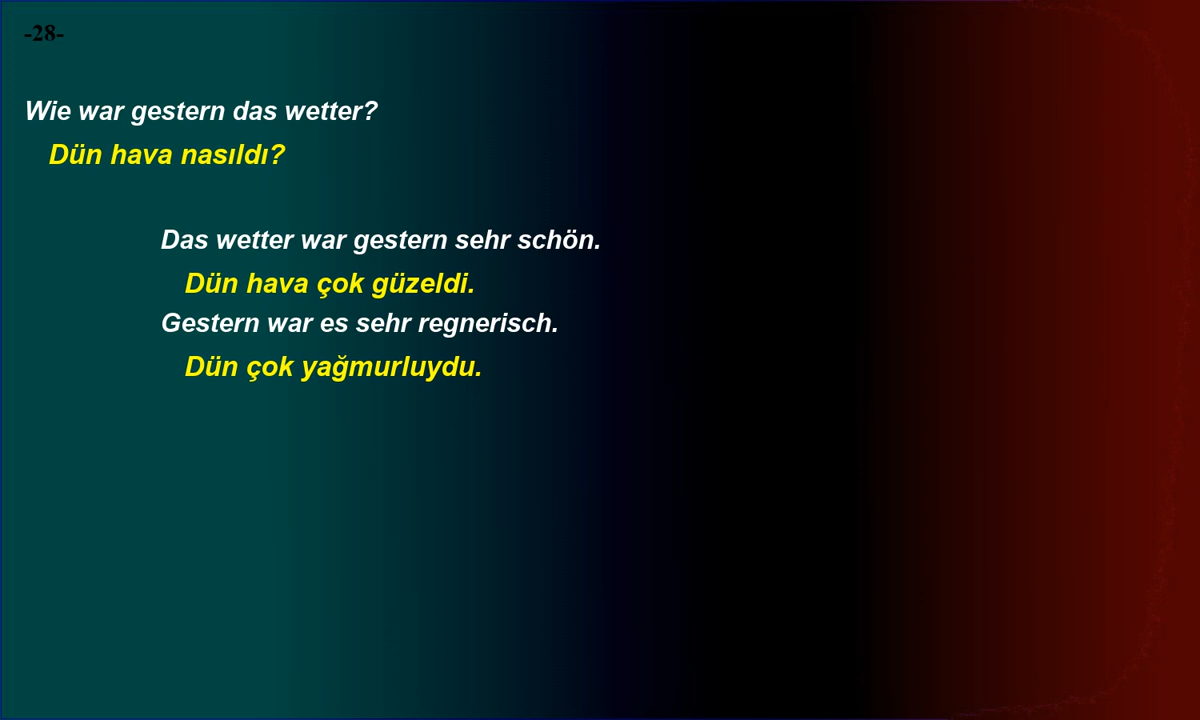 -28-
Wie war gestern das wetter?
Dün hava nasıldı?
Das wetter war gestern sehr schön.
Dün hava çok güzeldi.
Gestern war es sehr regnerisch.
Dün çok yağmurluydu.